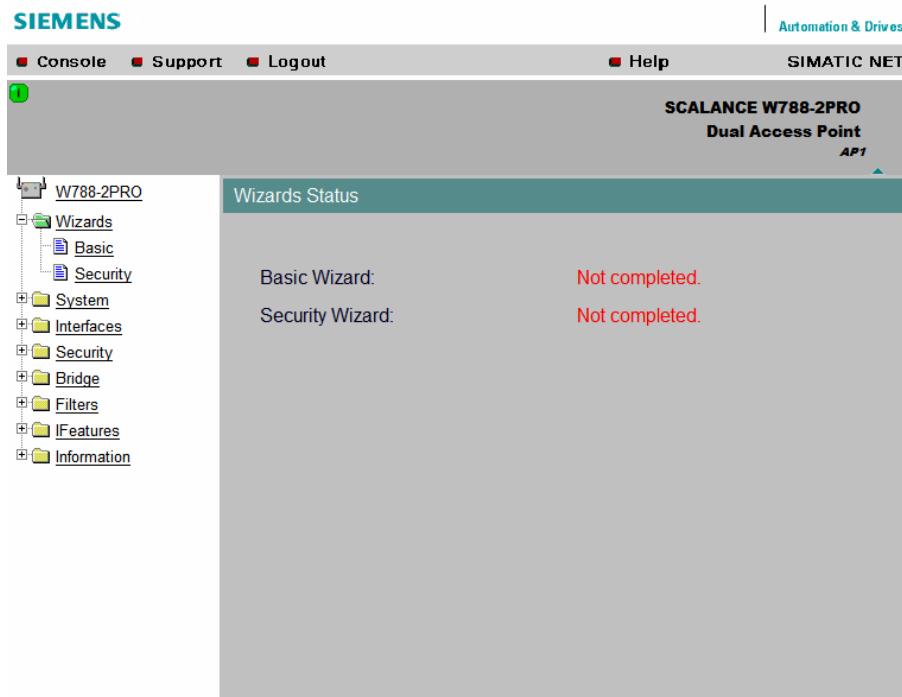 SIEMENS
Automation & Drives
Console Support Logout Help SIMATIC NET
SCALANCE W788-2PRO
Dual Access Point
AP1
W788-2PRO
Wizards
Basic
Security
System
Interfaces
Security
Bridge
Filters
IFeatures
Information
Wizards Status
Basic Wizard: Not completed.
Security Wizard: Not completed.